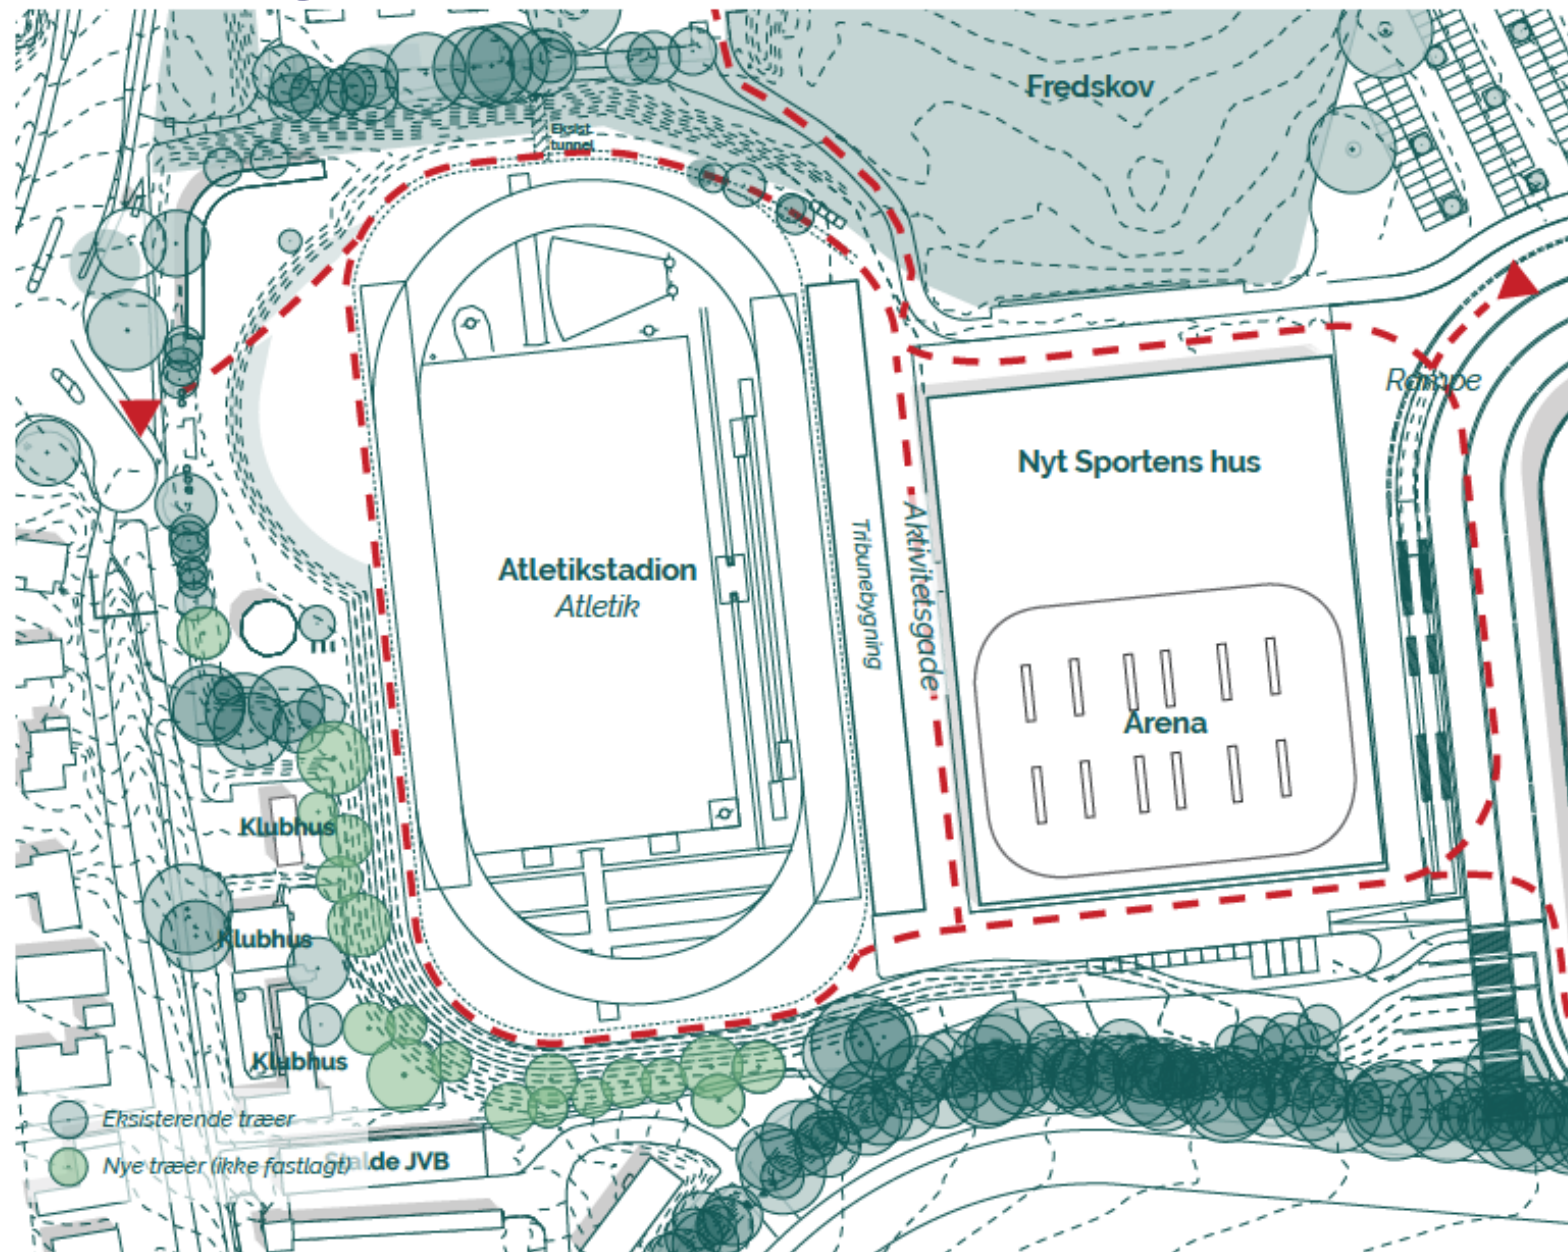 Fredskov
Eksist.
tunnel
Rampe
Nyt Sportens hus
Atletikstadion
Atletik
Tribunebygning
Aktivitetsgade
Arena
Klubhus
Klubhus
Klubhus
Eksisterende træer
Nye træer (ikke fastlagt)
Stalde JVB